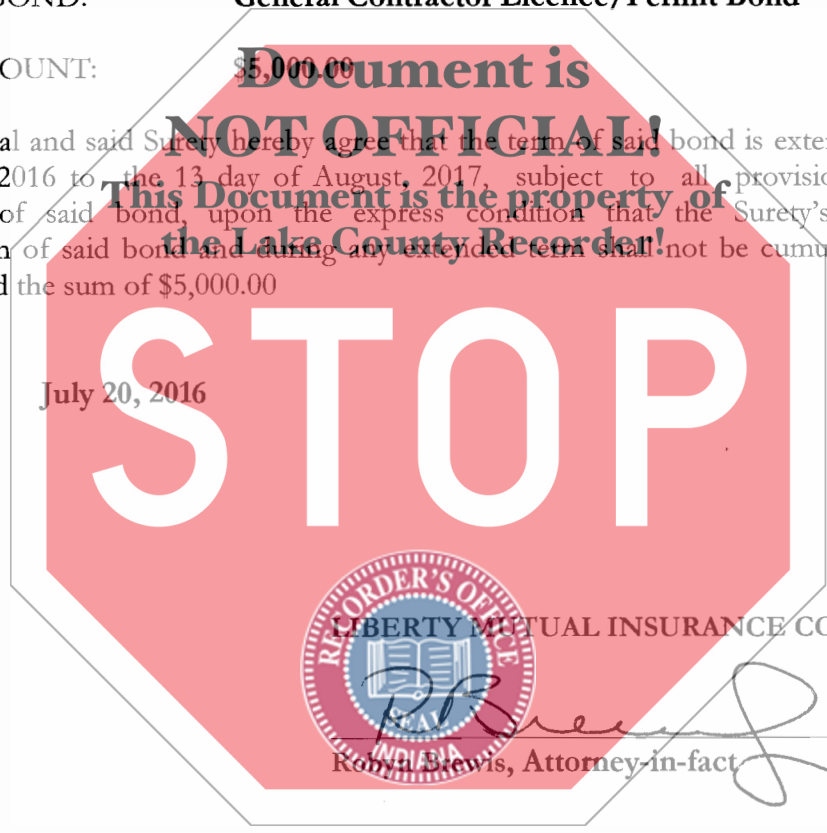 BOND: General Contractor Licence/Permit Bond
OUNT: $5,000.00
Document is
NOT OFFICIAL!
al and said Surety hereby agree that the term of said bond is exte
2016 to the 13 day of August, 2017, subject to all provisio
This Document is the property of
of said bond, upon the express condition that the Surety's
the Lake County Recorder!
of said bond and during any extended term shall not be cumu
the sum of $5,000.00
STOP
July 20, 2016
RECORDER'S OFFICE
SEAL
INDIANA
LIBERTY MUTUAL INSURANCE CO
Robyn Brewis, Attorney-in-fact